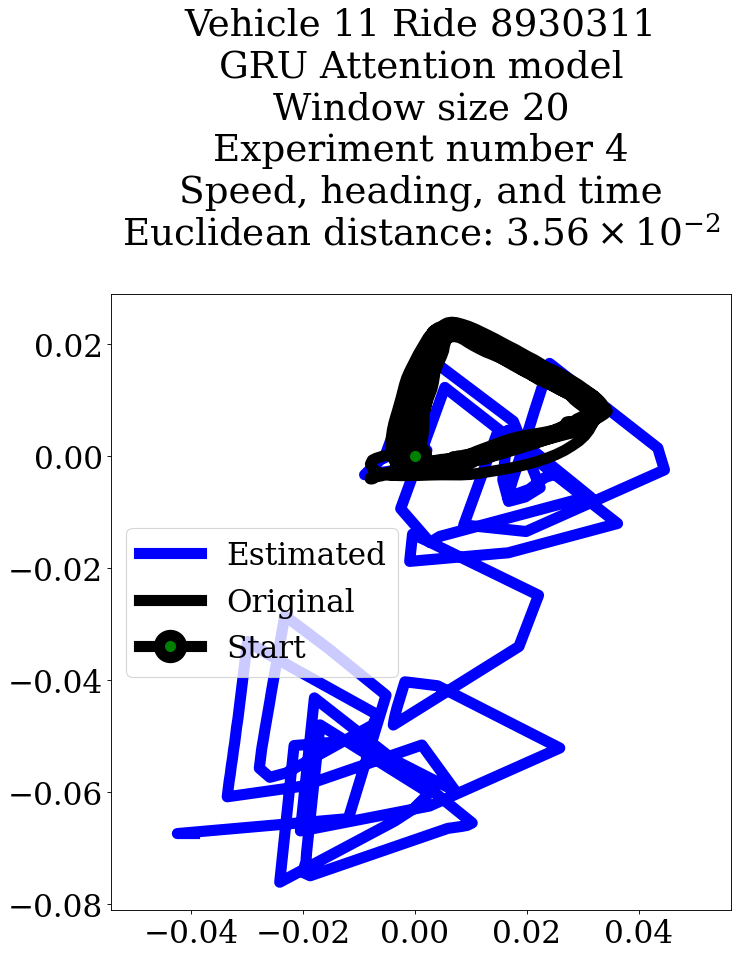 Vehicle 11 Ride 8930311
GRU Attention model
Window size 20
Experiment number 4
Speed, heading, and time
Euclidean distance: 3.56 × 10⁻²
0.02
0.00
−0.02
−0.04
−0.06
−0.08
Estimated
Original
Start
−0.04 −0.02 0.00 0.02 0.04